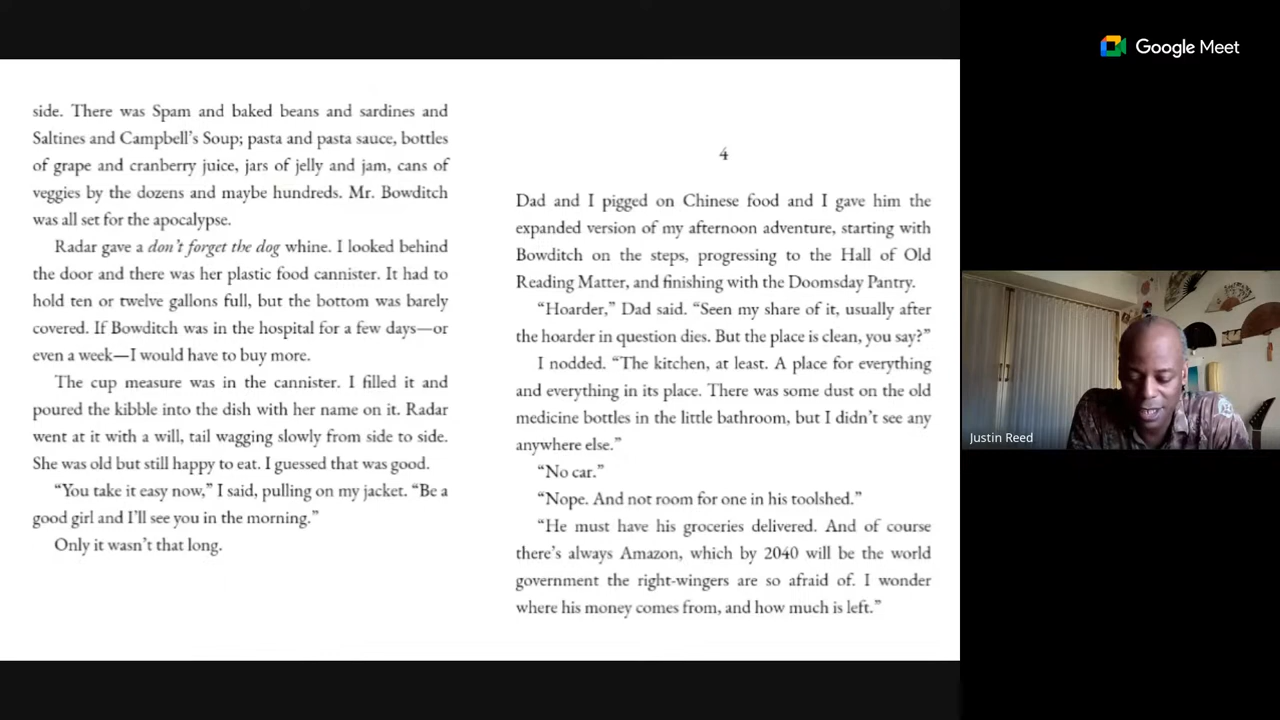 side. There was Spam and baked beans and sardines and
Saltines and Campbell’s Soup; pasta and pasta sauce, bottles
of grape and cranberry juice, jars of jelly and jam, cans of
veggies by the dozens and maybe hundreds. Mr. Bowditch
was all set for the apocalypse.
Radar gave a don’t forget the dog whine. I looked behind
the door and there was her plastic food cannister. It had to
hold ten or twelve gallons full, but the bottom was barely
covered. If Bowditch was in the hospital for a few days—or
even a week—I would have to buy more.
The cup measure was in the cannister. I filled it and
poured the kibble into the dish with her name on it. Radar
went at it with a will, tail wagging slowly from side to side.
She was old but still happy to eat. I guessed that was good.
“You take it easy now,” I said, pulling on my jacket. “Be a
good girl and I’ll see you in the morning.”
Only it wasn’t that long.
4
Dad and I pigged on Chinese food and I gave him the
expanded version of my afternoon adventure, starting with
Bowditch on the steps, progressing to the Hall of Old
Reading Matter, and finishing with the Doomsday Pantry.
“Hoarder,” Dad said. “Seen my share of it, usually after
the hoarder in question dies. But the place is clean, you say?”
I nodded. “The kitchen, at least. A place for everything
and everything in its place. There was some dust on the old
medicine bottles in the little bathroom, but I didn’t see any
anywhere else.”
“No car.”
“Nope. And not room for one in his toolshed.”
“He must have his groceries delivered. And of course
there’s always Amazon, which by 2040 will be the world
government the right-wingers are so afraid of. I wonder
where his money comes from, and how much is left.”
Google Meet
Justin Reed